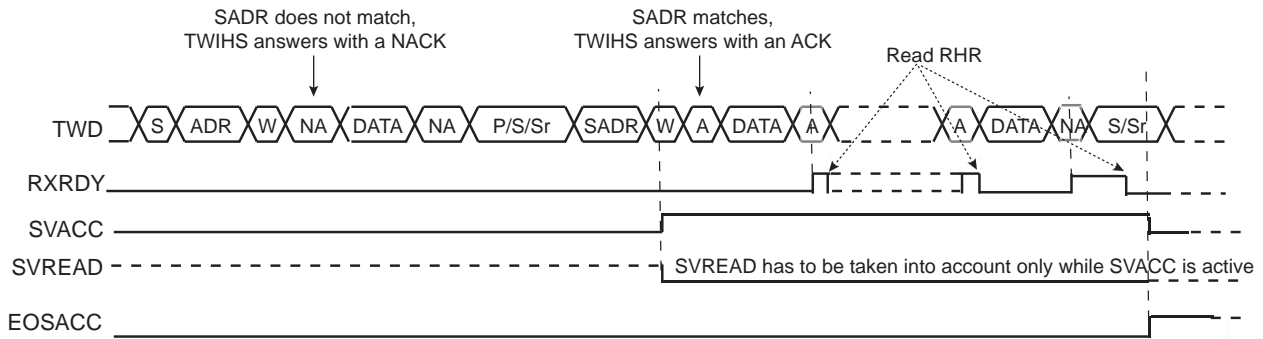 SADR does not match,
TWIHS answers with a NACK
SADR matches,
TWIHS answers with an ACK
Read RHR
TWD S ADR W NA DATA NA P/S/Sr SADR W A DATA A A DATA NA S/Sr
RXRDY
SVACC
SVREAD SVREAD has to be taken into account only while SVACC is active
EOSACC